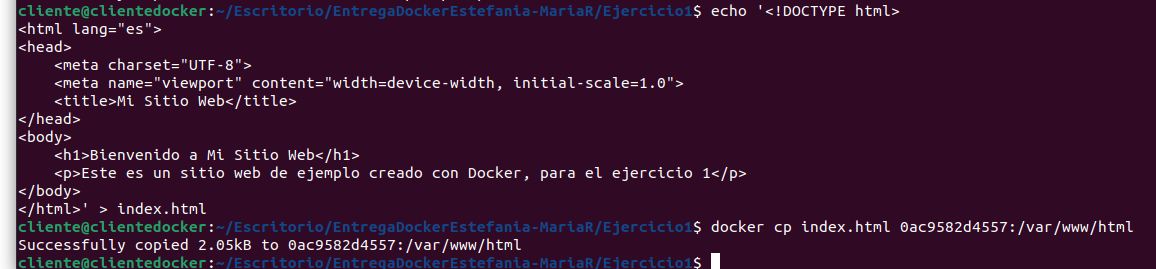 cliente@clientedocker:~/Escritorio/EntregaDockerEstefania-MariaR/Ejercicio1$ echo '<!DOCTYPE html>
<html lang="es">
<head>
    <meta charset="UTF-8">
    <meta name="viewport" content="width=device-width, initial-scale=1.0">
    <title>Mi Sitio Web</title>
</head>
<body>
    <h1>Bienvenido a Mi Sitio Web</h1>
    <p>Este es un sitio web de ejemplo creado con Docker, para el ejercicio 1</p>
</body>
</html>' > index.html
cliente@clientedocker:~/Escritorio/EntregaDockerEstefania-MariaR/Ejercicio1$ docker cp index.html 0ac9582d4557:/var/www/html
Successfully copied 2.05kB to 0ac9582d4557:/var/www/html
cliente@clientedocker:~/Escritorio/EntregaDockerEstefania-MariaR/Ejercicio1$